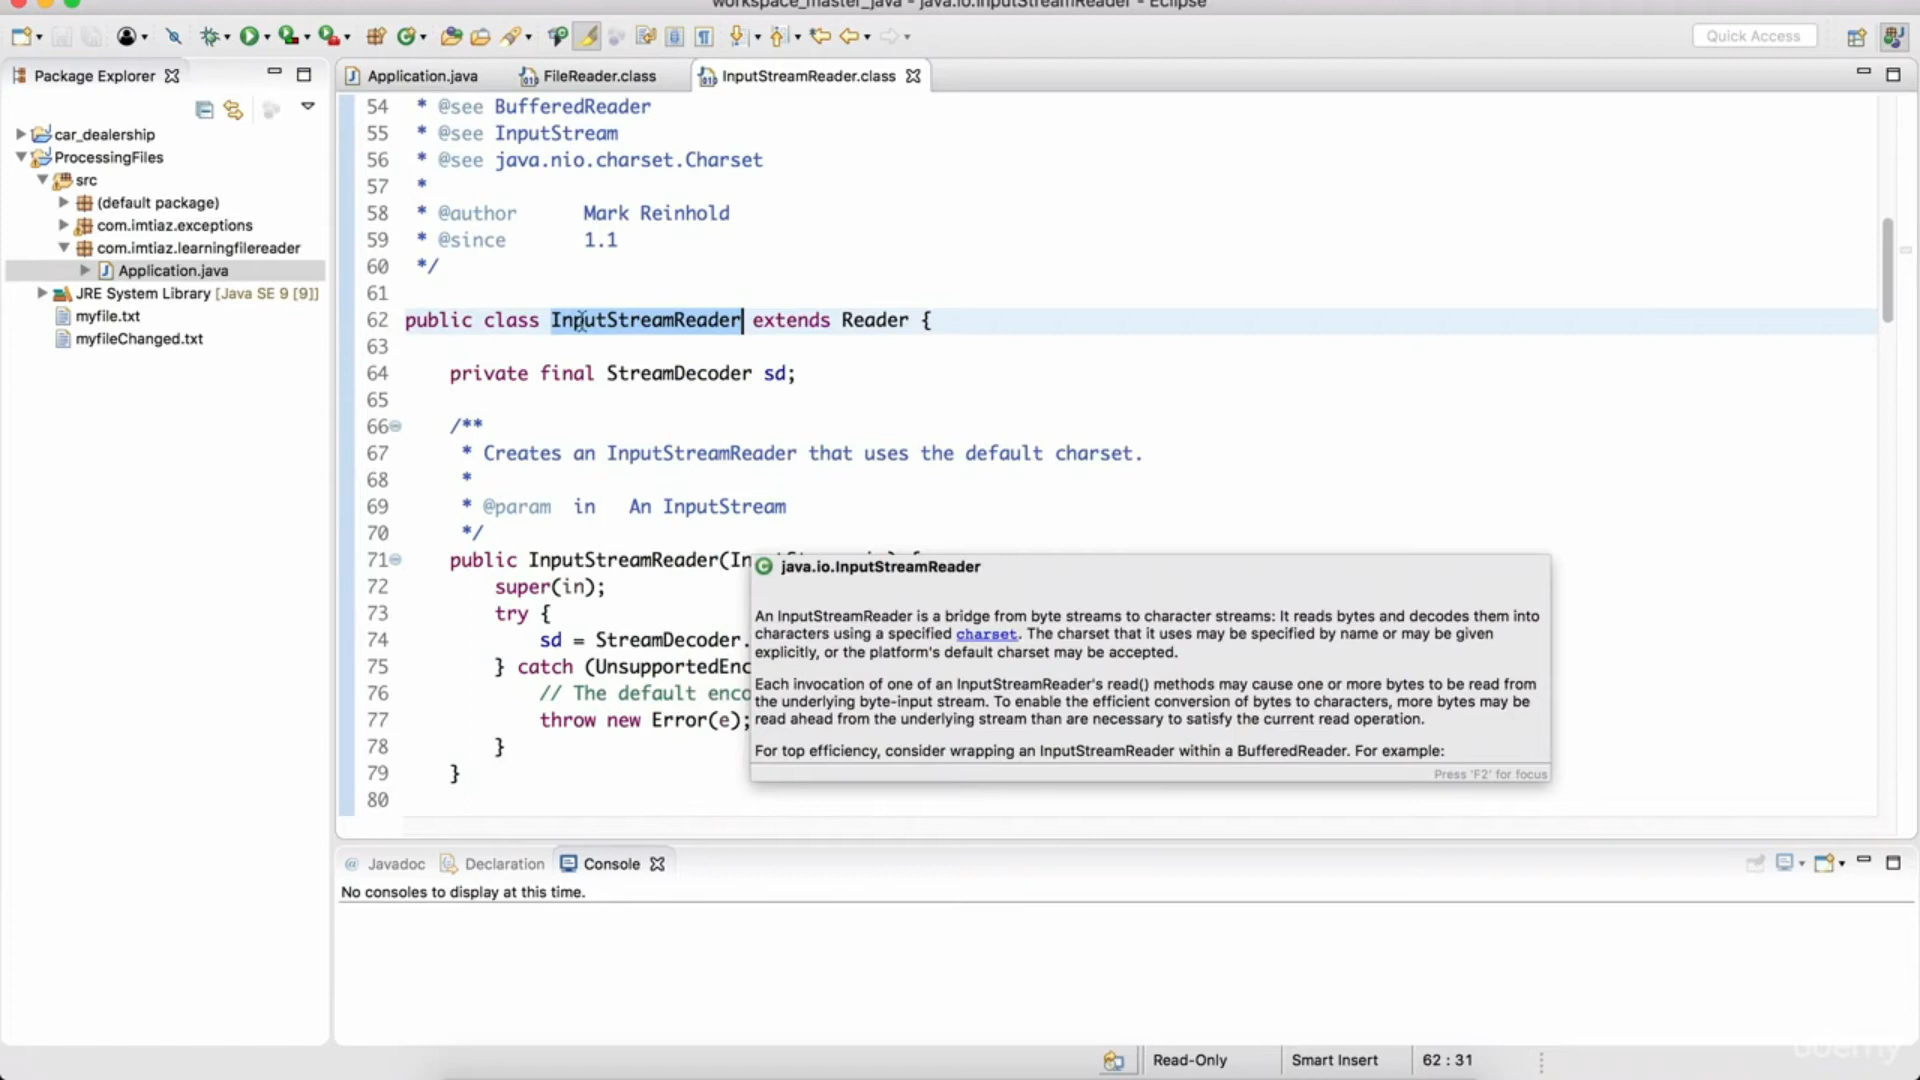 workspace_master_java - java.io.InputStreamReader - Eclipse
Quick Access
Package Explorer
Application.java
FileReader.class
InputStreamReader.class
car_dealership
ProcessingFiles
src
(default package)
com.imtiaz.exceptions
com.imtiaz.learningfilereader
Application.java
JRE System Library [Java SE 9 [9]]
myfile.txt
myfileChanged.txt
54 * @see BufferedReader
55 * @see InputStream
56 * @see java.nio.charset.Charset
57 *
58 * @author Mark Reinhold
59 * @since 1.1
60 */
61
62 public class InputStreamReader extends Reader {
63
64 private final StreamDecoder sd;
65
66 /**
67 * Creates an InputStreamReader that uses the default charset.
68 *
69 * @param in An InputStream
70 */
71 public InputStreamReader(In
72 super(in);
73 try {
74 sd = StreamDecoder.
75 } catch (UnsupportedEnc
76 // The default enco
77 throw new Error(e);
78 }
79 }
80
java.io.InputStreamReader
An InputStreamReader is a bridge from byte streams to character streams: It reads bytes and decodes them into
characters using a specified charset. The charset that it uses may be specified by name or may be given
explicitly, or the platform's default charset may be accepted.
Each invocation of one of an InputStreamReader's read() methods may cause one or more bytes to be read from
the underlying byte-input stream. To enable the efficient conversion of bytes to characters, more bytes may be
read ahead from the underlying stream than are necessary to satisfy the current read operation.
For top efficiency, consider wrapping an InputStreamReader within a BufferedReader. For example:
Press 'F2' for focus
@ Javadoc
Declaration
Console
No consoles to display at this time.
Read-Only
Smart Insert
62 : 31
udemy